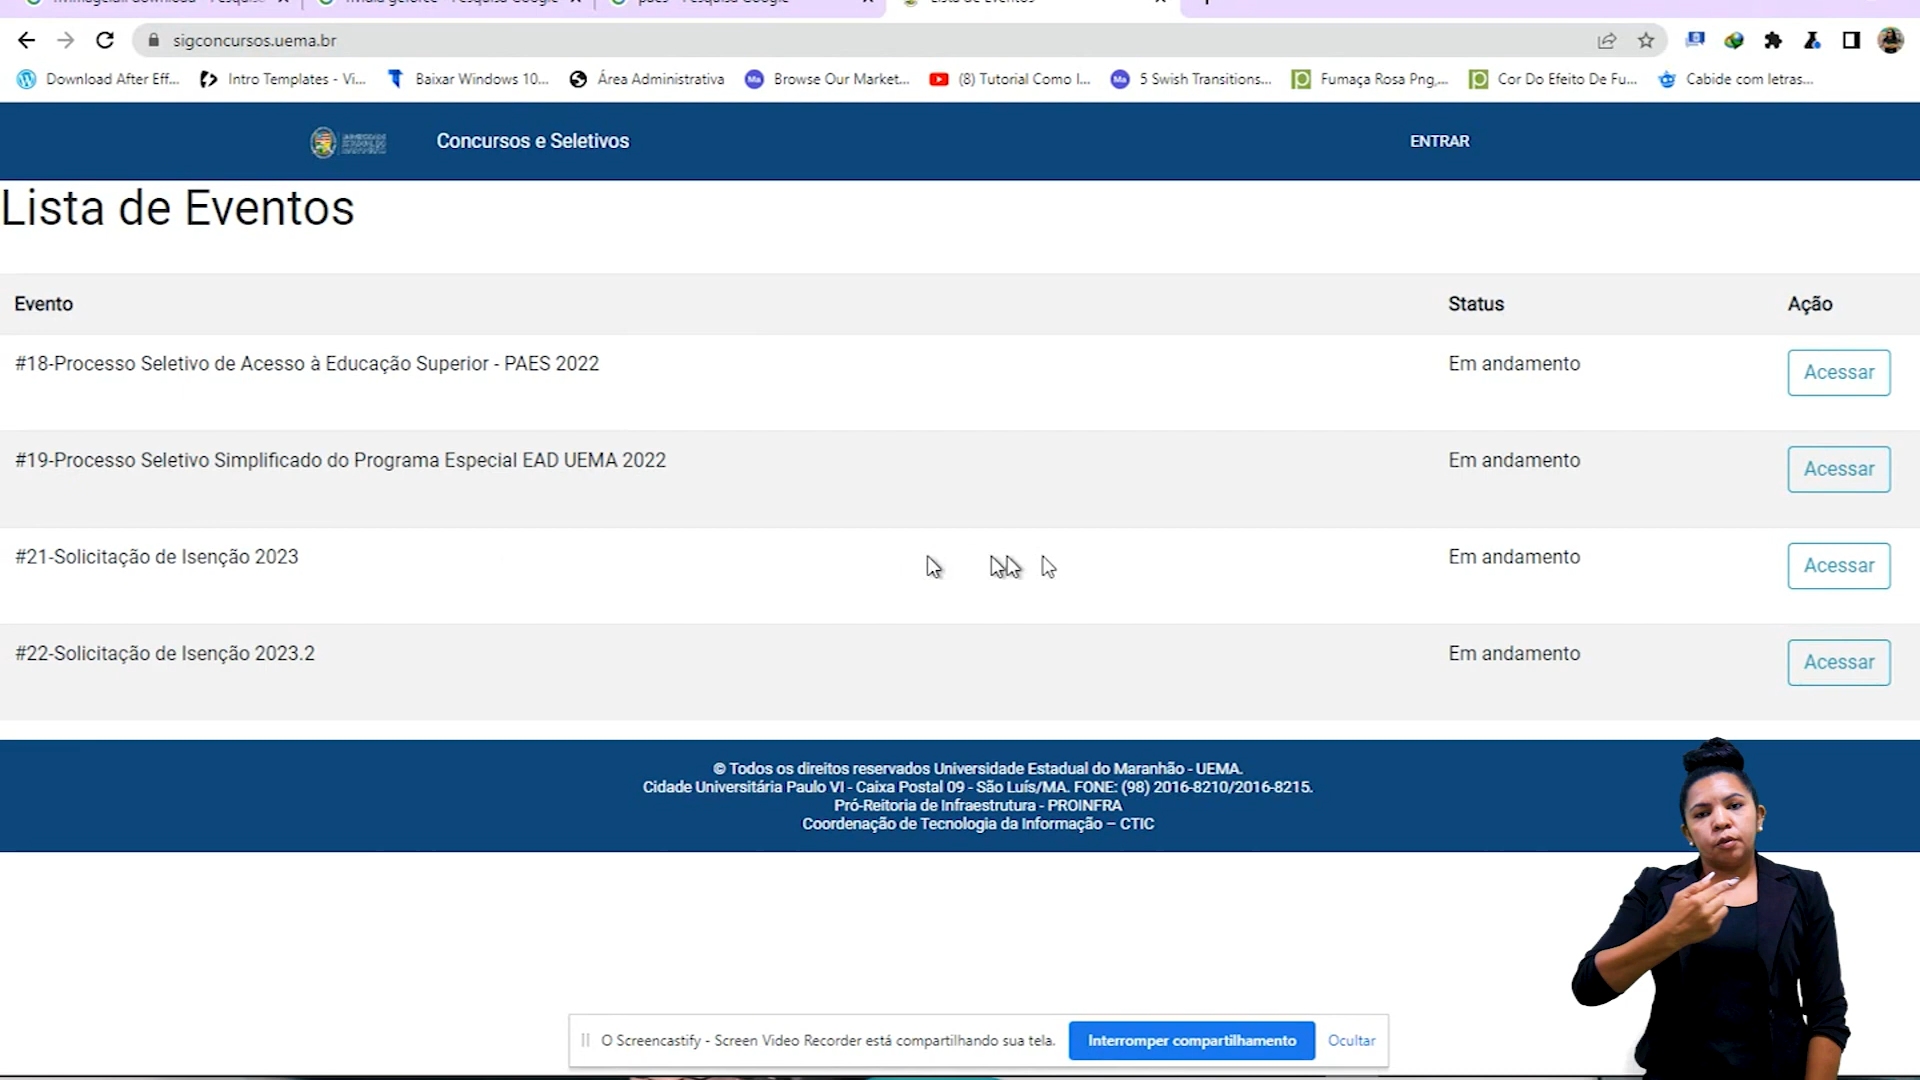 sigconcursos.uema.br
Download After Eff...
Intro Templates - Vi...
Baixar Windows 10...
Área Administrativa
Browse Our Market...
(8) Tutorial Como I...
5 Swish Transitions...
Fumaça Rosa Png,...
Cor Do Efeito De Fu...
Cabide com letras...
Concursos e Seletivos
ENTRAR
Lista de Eventos
Evento Status Ação
#18-Processo Seletivo de Acesso à Educação Superior - PAES 2022 Em andamento Acessar
#19-Processo Seletivo Simplificado do Programa Especial EAD UEMA 2022 Em andamento Acessar
#21-Solicitação de Isenção 2023 Em andamento Acessar
#22-Solicitação de Isenção 2023.2 Em andamento Acessar
© Todos os direitos reservados Universidade Estadual do Maranhão - UEMA.
Cidade Universitária Paulo VI - Caixa Postal 09 - São Luís/MA. FONE: (98) 2016-8210/2016-8215.
Pró-Reitoria de Infraestrutura - PROINFRA
Coordenação de Tecnologia da Informação – CTIC
O Screencastify - Screen Video Recorder está compartilhando sua tela. Interromper compartilhamento Ocultar